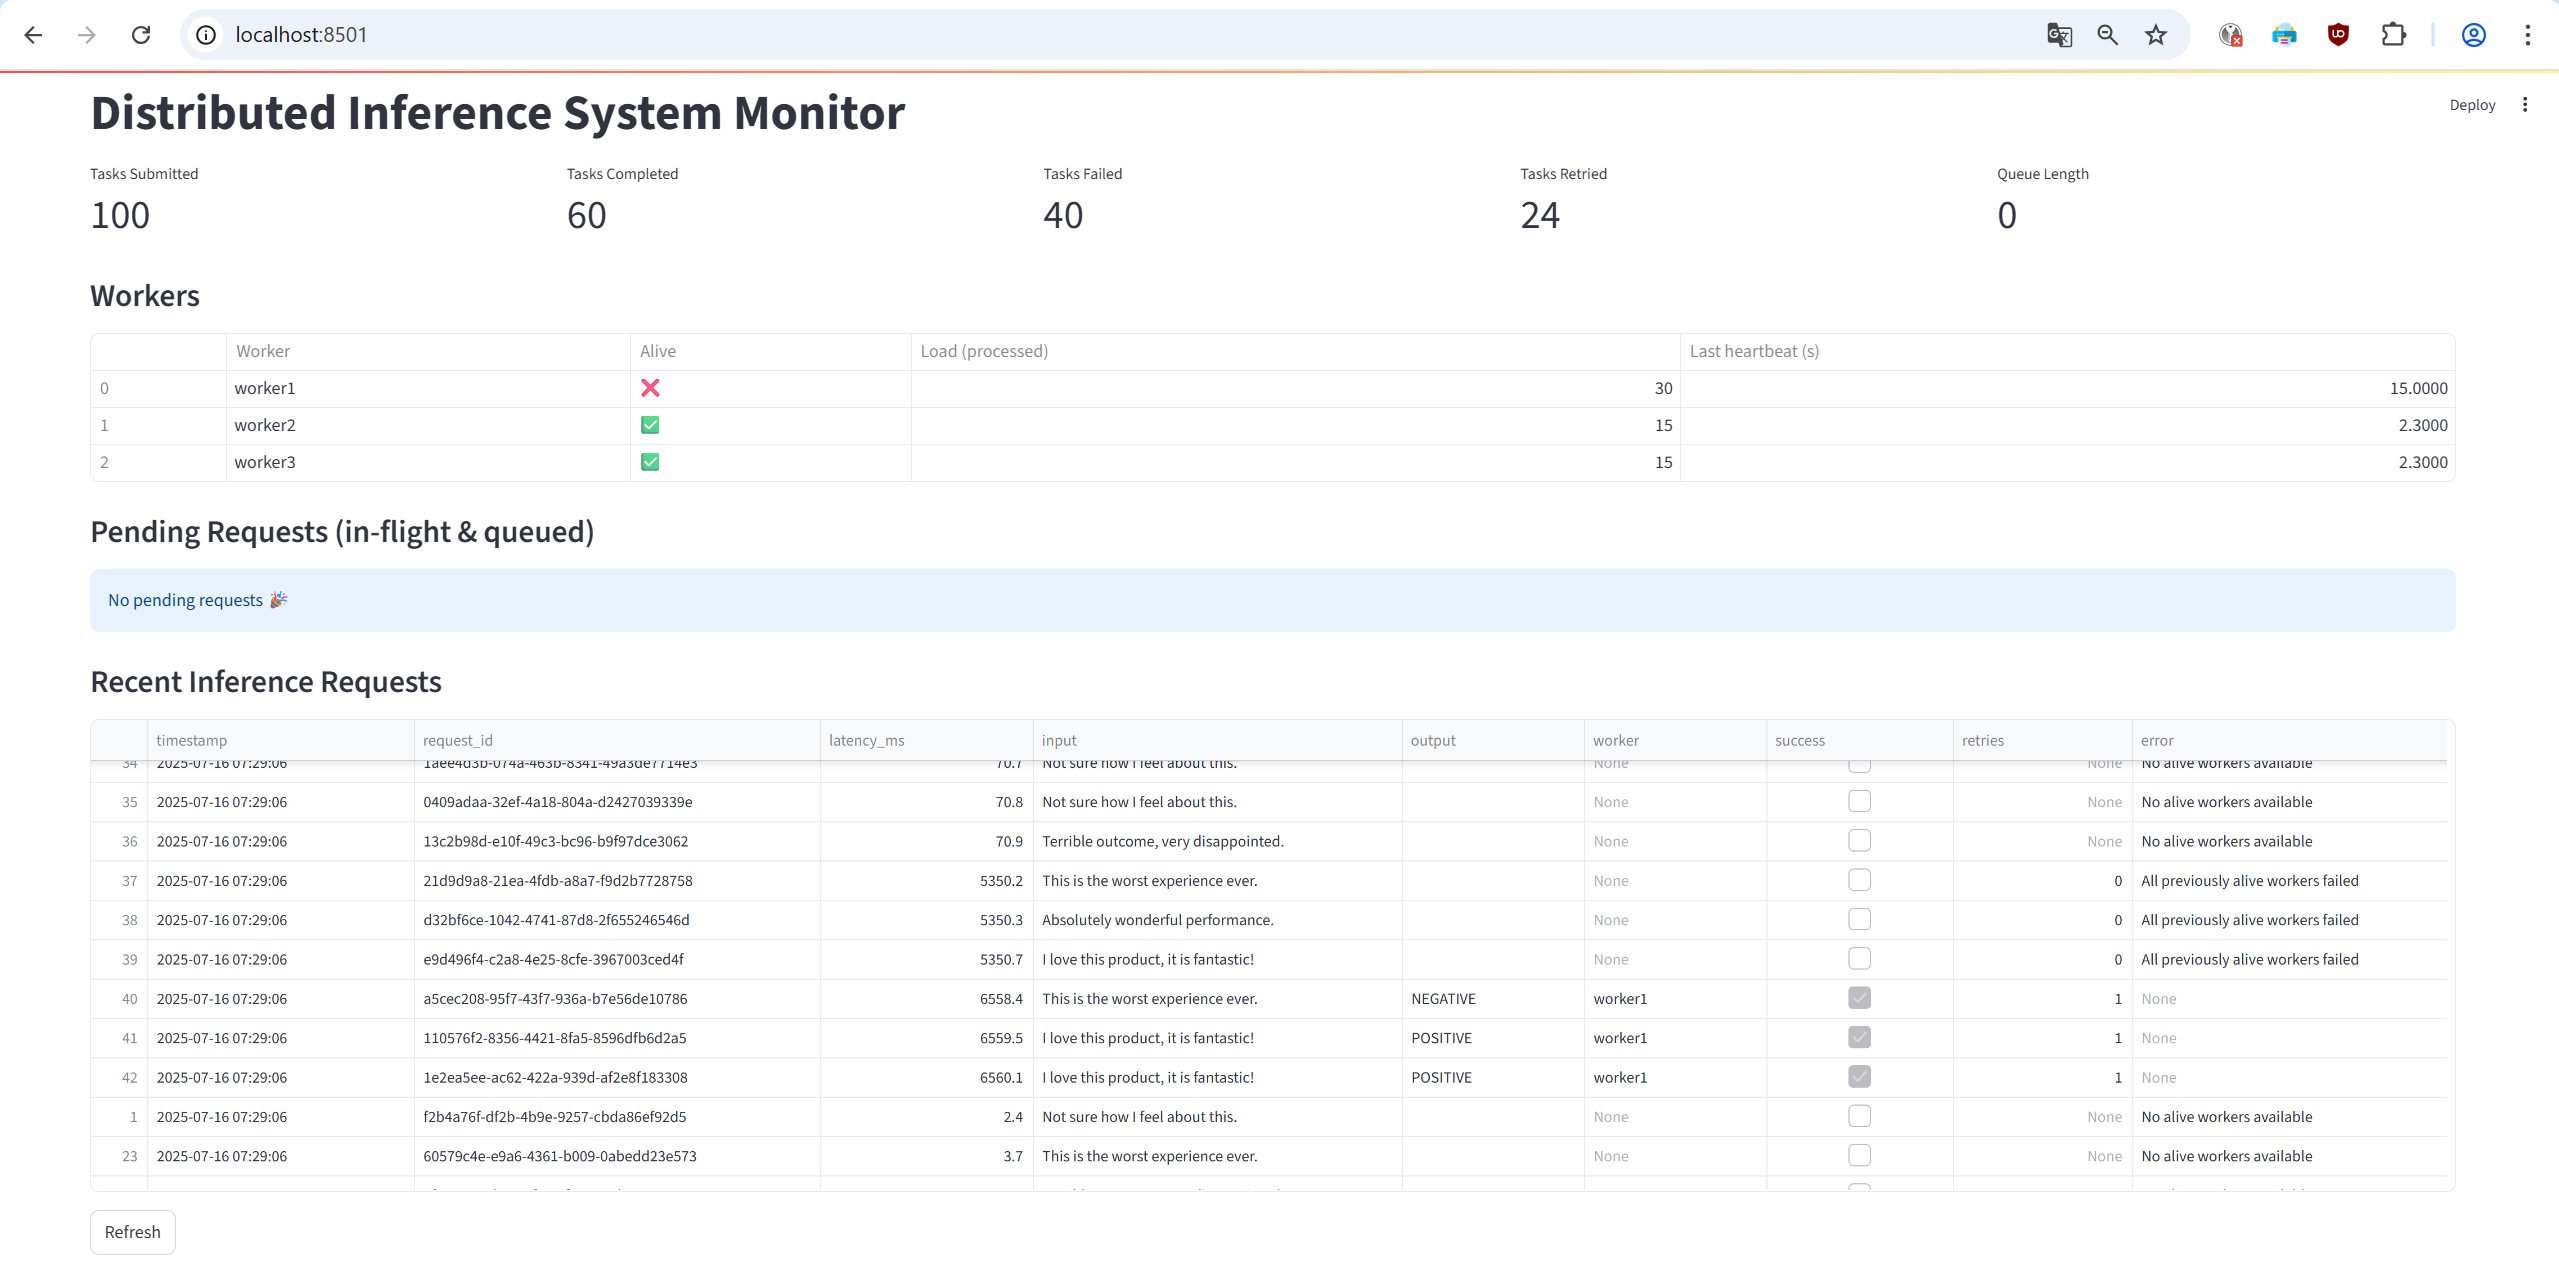 localhost:8501
Distributed Inference System Monitor
Deploy
Tasks Submitted Tasks Completed Tasks Failed Tasks Retried Queue Length
100 60 40 24 0
Workers
Worker Alive Load (processed) Last heartbeat (s)
0 worker1 ❌ 30 15.0000
1 worker2 ✅ 15 2.3000
2 worker3 ✅ 15 2.3000
Pending Requests (in-flight & queued)
No pending requests 🎉
Recent Inference Requests
timestamp request_id latency_ms input output worker success retries error
34 2025-07-16 07:29:06 1aee4d3b-074a-463b-8341-49a3de7714e3 70.7 Not sure how I feel about this. None None No alive workers available
35 2025-07-16 07:29:06 0409adaa-32ef-4a18-804a-d2427039339e 70.8 Not sure how I feel about this. None None No alive workers available
36 2025-07-16 07:29:06 13c2b98d-e10f-49c3-bc96-b9f97dce3062 70.9 Terrible outcome, very disappointed. None None No alive workers available
37 2025-07-16 07:29:06 21d9d9a8-21ea-4fdb-a8a7-f9d2b7728758 5350.2 This is the worst experience ever. None 0 All previously alive workers failed
38 2025-07-16 07:29:06 d32bf6ce-1042-4741-87d8-2f655246546d 5350.3 Absolutely wonderful performance. None 0 All previously alive workers failed
39 2025-07-16 07:29:06 e9d496f4-c2a8-4e25-8cfe-3967003ced4f 5350.7 I love this product, it is fantastic! None 0 All previously alive workers failed
40 2025-07-16 07:29:06 a5cec208-95f7-43f7-936a-b7e56de10786 6558.4 This is the worst experience ever. NEGATIVE worker1 1 None
41 2025-07-16 07:29:06 110576f2-8356-4421-8fa5-8596dfb6d2a5 6559.5 I love this product, it is fantastic! POSITIVE worker1 1 None
42 2025-07-16 07:29:06 1e2ea5ee-ac62-422a-939d-af2e8f183308 6560.1 I love this product, it is fantastic! POSITIVE worker1 1 None
1 2025-07-16 07:29:06 f2b4a76f-df2b-4b9e-9257-cbda86ef92d5 2.4 Not sure how I feel about this. None None No alive workers available
23 2025-07-16 07:29:06 60579c4e-e9a6-4361-b009-0abedd23e573 3.7 This is the worst experience ever. None None No alive workers available
Refresh